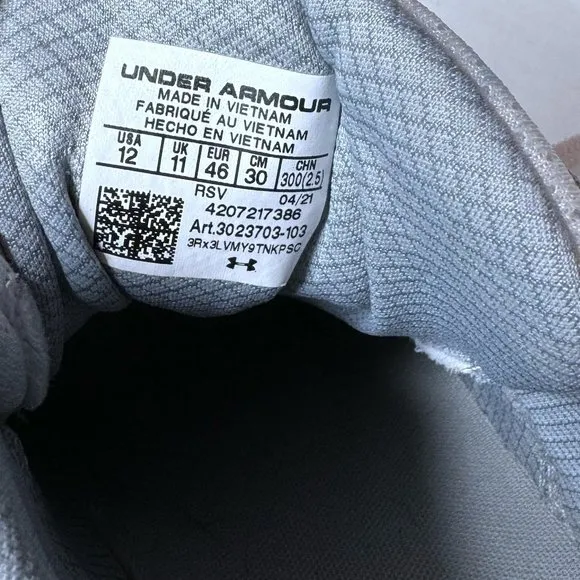 UNDER ARMOUR
MADE IN VIETNAM
FABRIQUÉ AU VIETNAM
HECHO EN VIETNAM
USA UK EUR CM CHN
12 11 46 30 300(2.5)
RSV 04/21
4207217386
Art.3023703-103
3Rx3LVMY9TNKPSC